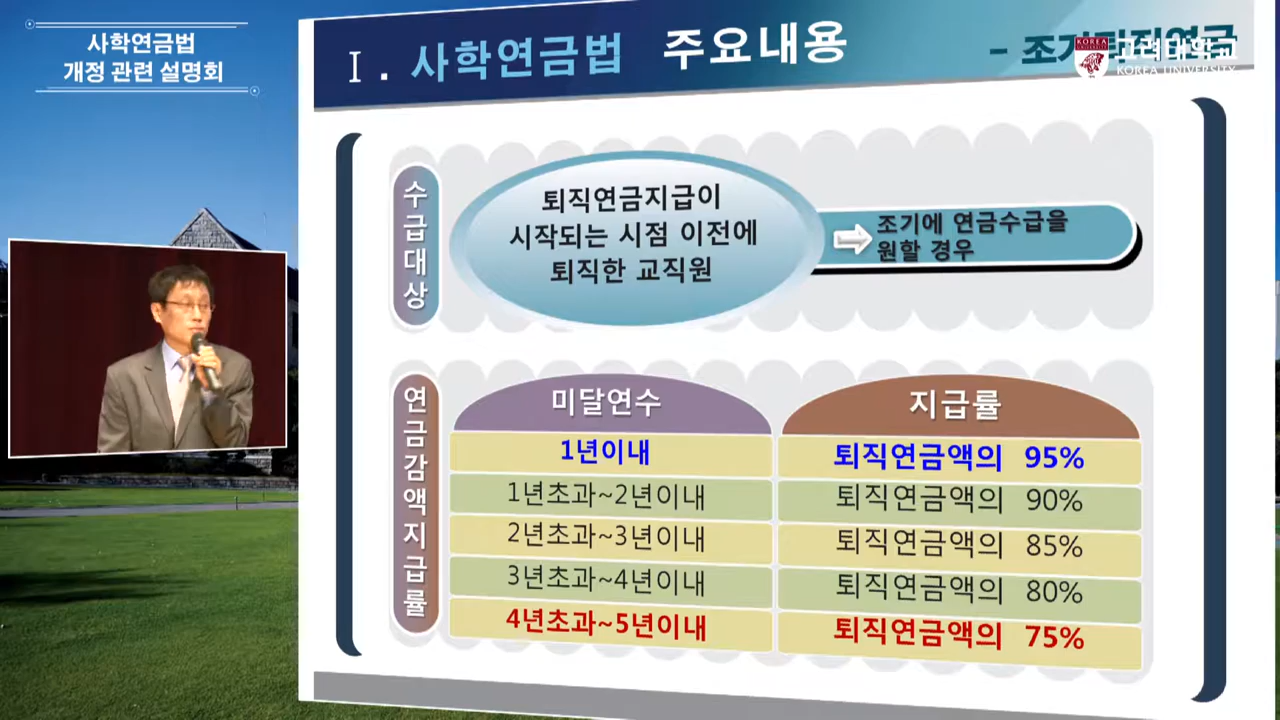 사학연금법
개정 관련 설명회
Ⅰ. 사학연금법 주요내용 - 조기퇴직연금
KOREA
고려대학교
KOREA UNIVERSITY
수급대상
퇴직연금지급이
시작되는 시점 이전에
퇴직한 교직원
조기에 연금수급을
원할 경우
연금감액지급률
미달연수 지급률
1년이내 퇴직연금액의 95%
1년초과~2년이내 퇴직연금액의 90%
2년초과~3년이내 퇴직연금액의 85%
3년초과~4년이내 퇴직연금액의 80%
4년초과~5년이내 퇴직연금액의 75%